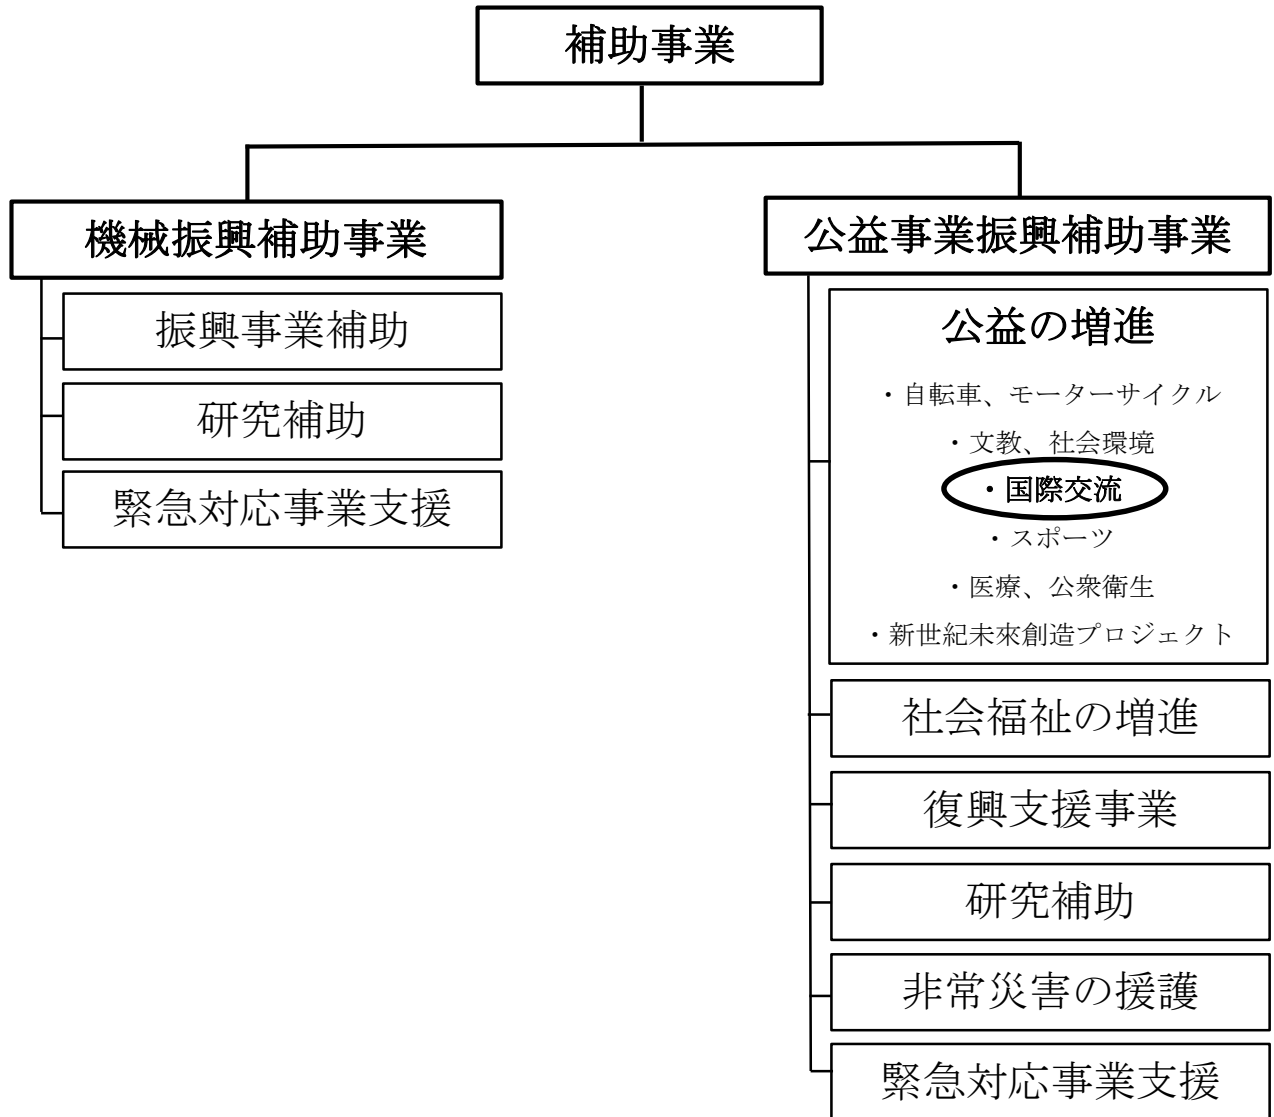 補助事業
機械振興補助事業
振興事業補助
研究補助
緊急対応事業支援
公益事業振興補助事業
公益の増進
・自転車、モーターサイクル
・文教、社会環境
・国際交流
・スポーツ
・医療、公衆衛生
・新世紀未來創造プロジェクト
社会福祉の増進
復興支援事業
研究補助
非常災害の援護
緊急対応事業支援